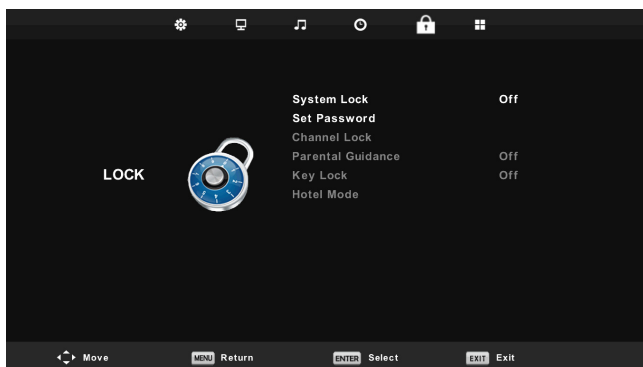 System Lock Off
Set Password
Channel Lock
Parental Guidance Off
LOCK
Key Lock Off
Hotel Mode
Move MENU Return ENTER Select EXIT Exit